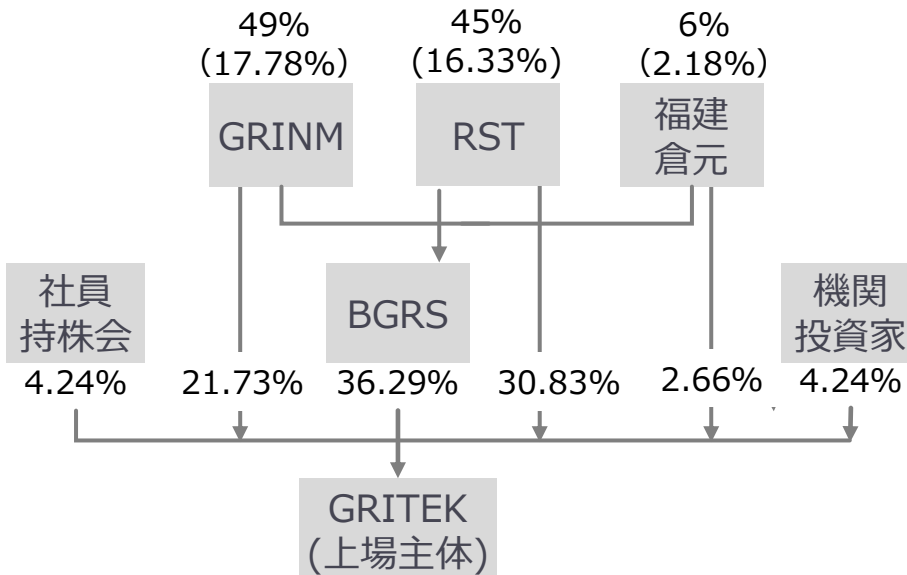 49%
45%
6%
(17.78%)
(16.33%)
(2.18%)
GRINM
RST
福建
倉元
社員
持株会
BGRS
機関
投資家
4.24%
21.73%
36.29%
30.83%
2.66%
4.24%
GRITEK
(上場主体)